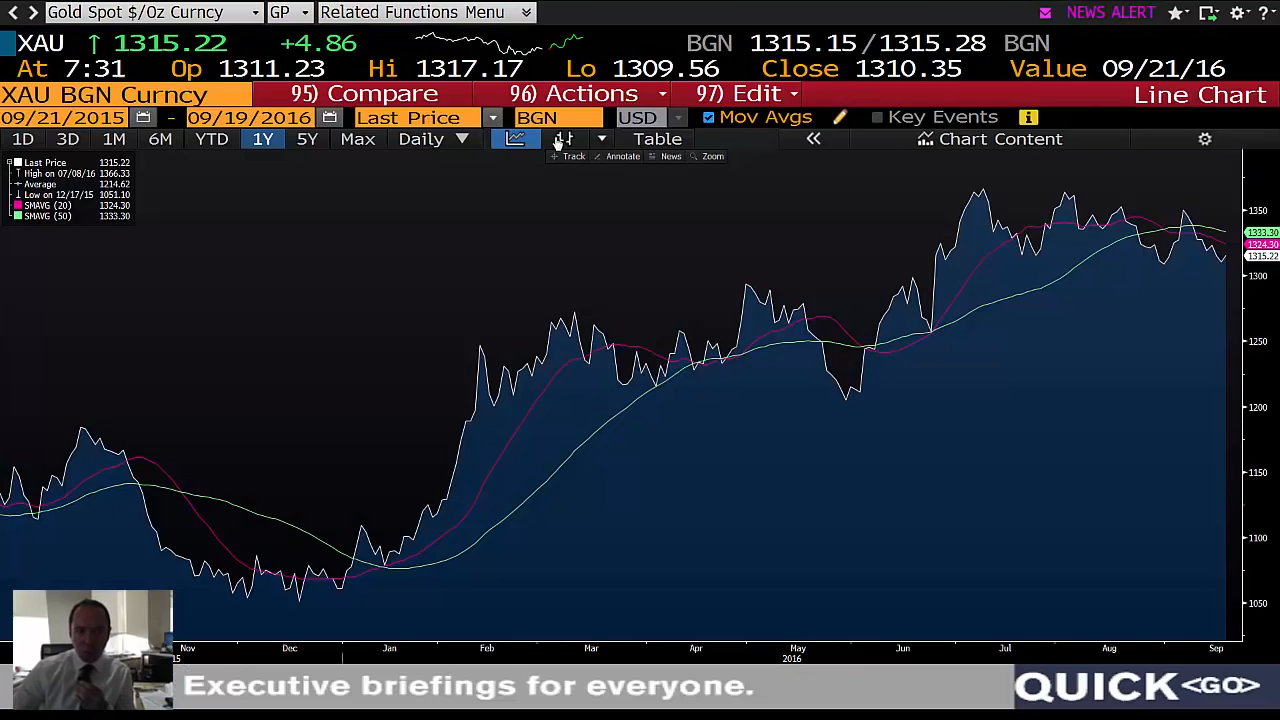 Gold Spot $/Oz Curncy GP Related Functions Menu NEWS ALERT ?
XAU ↑ 1315.22 +4.86 BGN 1315.15/1315.28 BGN
At 7:31 Op 1311.23 Hi 1317.17 Lo 1309.56 Close 1310.35 Value 09/21/16
XAU BGN Curncy 95) Compare 96) Actions 97) Edit Line Chart
09/21/2015 - 09/19/2016 Last Price BGN USD Mov Avgs Key Events i
1D 3D 1M 6M YTD 1Y 5Y Max Daily ▼ Table « Chart Content
Track Annotate News Zoom
Last Price 1315.22
High on 07/08/16 1366.33
Average 1214.62
Low on 12/17/15 1051.10
SMAVG (20) 1324.30
SMAVG (50) 1333.30
1350
1333.30
1324.30
1315.22
1300
1250
1200
1150
1100
1050
Nov Dec Jan Feb Mar Apr May Jun Jul Aug Sep
15 2016
Executive briefings for everyone. QUICK <GO>